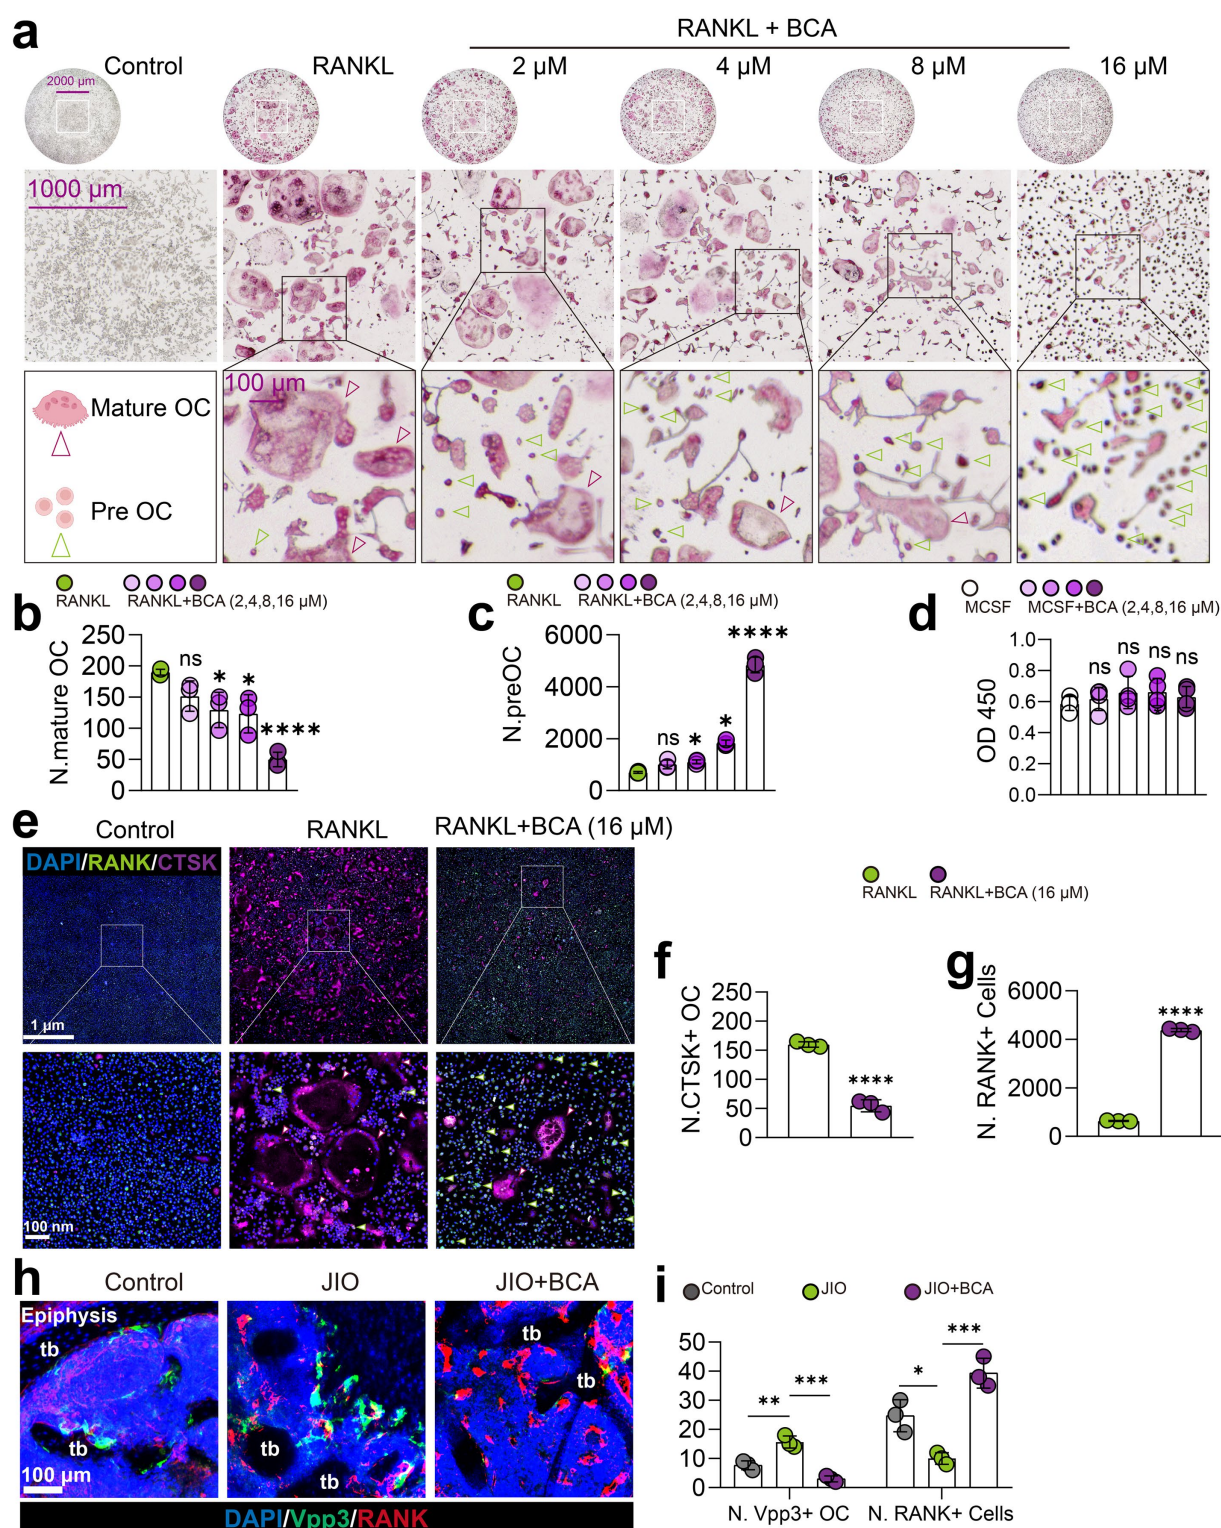 a
RANKL + BCA
Control RANKL 2 μM 4 μM 8 μM 16 μM
2000 μm
1000 μm
100 μm
Mature OC
Pre OC
RANKL RANKL+BCA (2,4,8,16 μM)
RANKL RANKL+BCA (2,4,8,16 μM)
MCSF MCSF+BCA (2,4,8,16 μM)
b
N.mature OC
250
200
150
100
50
0
ns * * ****
c
N.preOC
6000
4000
2000
0
ns * * ****
d
OD 450
1.0
0.8
0.6
0.4
0.2
0.0
ns ns ns ns
e
Control RANKL RANKL+BCA (16 μM)
DAPI/RANK/CTSK
1 μm
100 nm
RANKL RANKL+BCA (16 μM)
f
N.CTSK+ OC
250
200
150
100
50
0
****
g
N. RANK+ Cells
6000
4000
2000
0
****
h
Control JIO JIO+BCA
Epiphysis
tb
tb
100 μm
tb
tb
tb
tb
DAPI/Vpp3/RANK
i
Control JIO JIO+BCA
50
40
30
20
10
0
** *** * ***
N. Vpp3+ OC N. RANK+ Cells